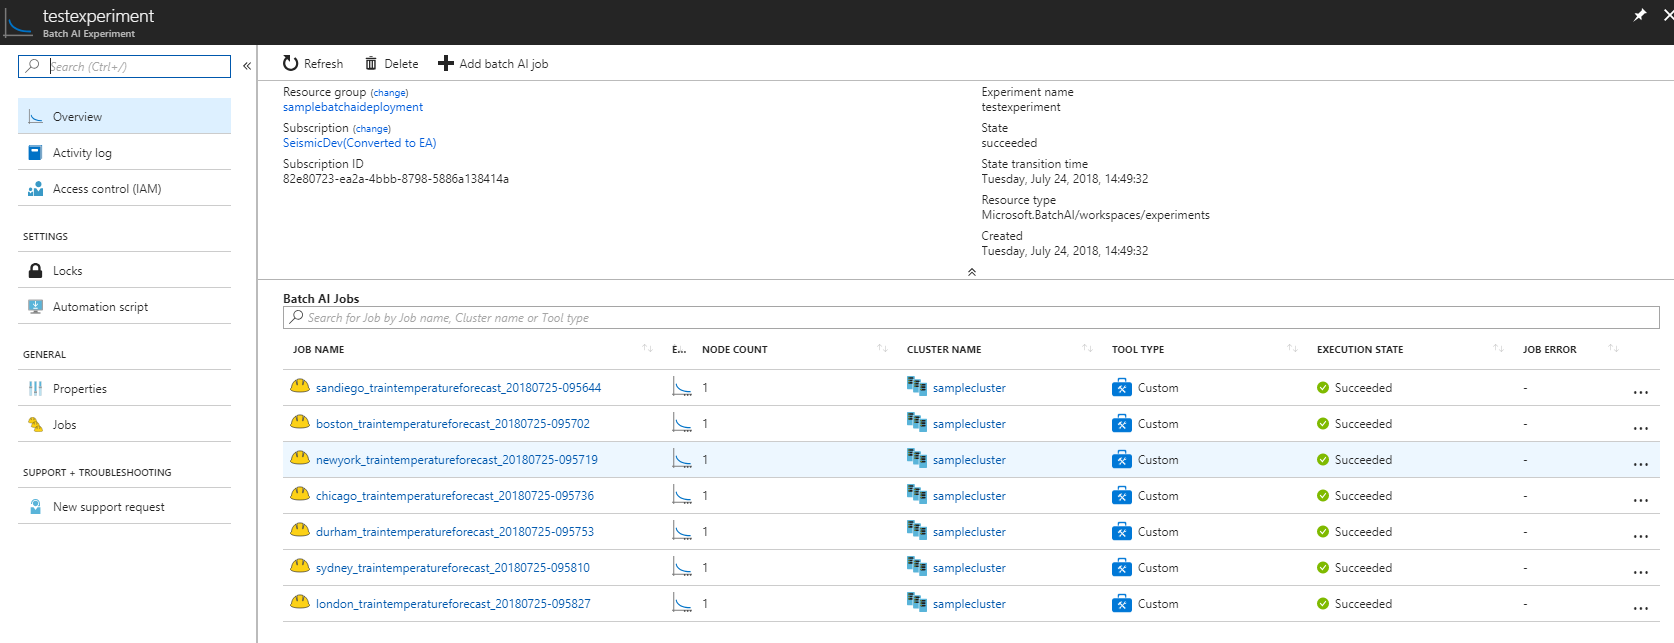 testexperiment
Batch AI Experiment
Search (Ctrl+/)
«
Overview
Activity log
Access control (IAM)
SETTINGS
Locks
Automation script
GENERAL
Properties
Jobs
SUPPORT + TROUBLESHOOTING
New support request
Refresh Delete Add batch AI job
Resource group (change)
samplebatchaideployment
Subscription (change)
SeismicDev(Converted to EA)
Subscription ID
82e80723-ea2a-4bbb-8798-5886a138414a
Experiment name
testexperiment
State
succeeded
State transition time
Tuesday, July 24, 2018, 14:49:32
Resource type
Microsoft.BatchAI/workspaces/experiments
Created
Tuesday, July 24, 2018, 14:49:32
Batch AI Jobs
Search for Job by Job name, Cluster name or Tool type
JOB NAME E... NODE COUNT CLUSTER NAME TOOL TYPE EXECUTION STATE JOB ERROR
sandiego_traintemperatureforecast_20180725-095644 1 samplecluster Custom Succeeded - ...
boston_traintemperatureforecast_20180725-095702 1 samplecluster Custom Succeeded - ...
newyork_traintemperatureforecast_20180725-095719 1 samplecluster Custom Succeeded - ...
chicago_traintemperatureforecast_20180725-095736 1 samplecluster Custom Succeeded - ...
durham_traintemperatureforecast_20180725-095753 1 samplecluster Custom Succeeded - ...
sydney_traintemperatureforecast_20180725-095810 1 samplecluster Custom Succeeded - ...
london_traintemperatureforecast_20180725-095827 1 samplecluster Custom Succeeded - ...